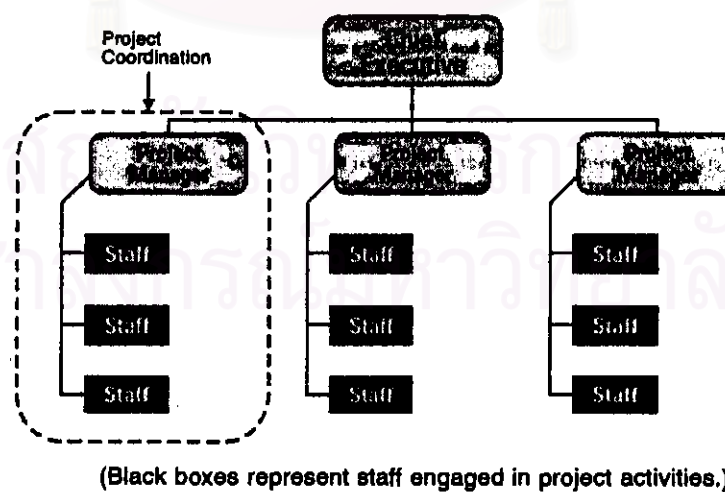 Project
Coordination
Chief
Executive
Project
Manager
Project
Manager
Project
Manager
Staff
Staff
Staff
Staff
Staff
Staff
Staff
Staff
Staff
(Black boxes represent staff engaged in project activities.)